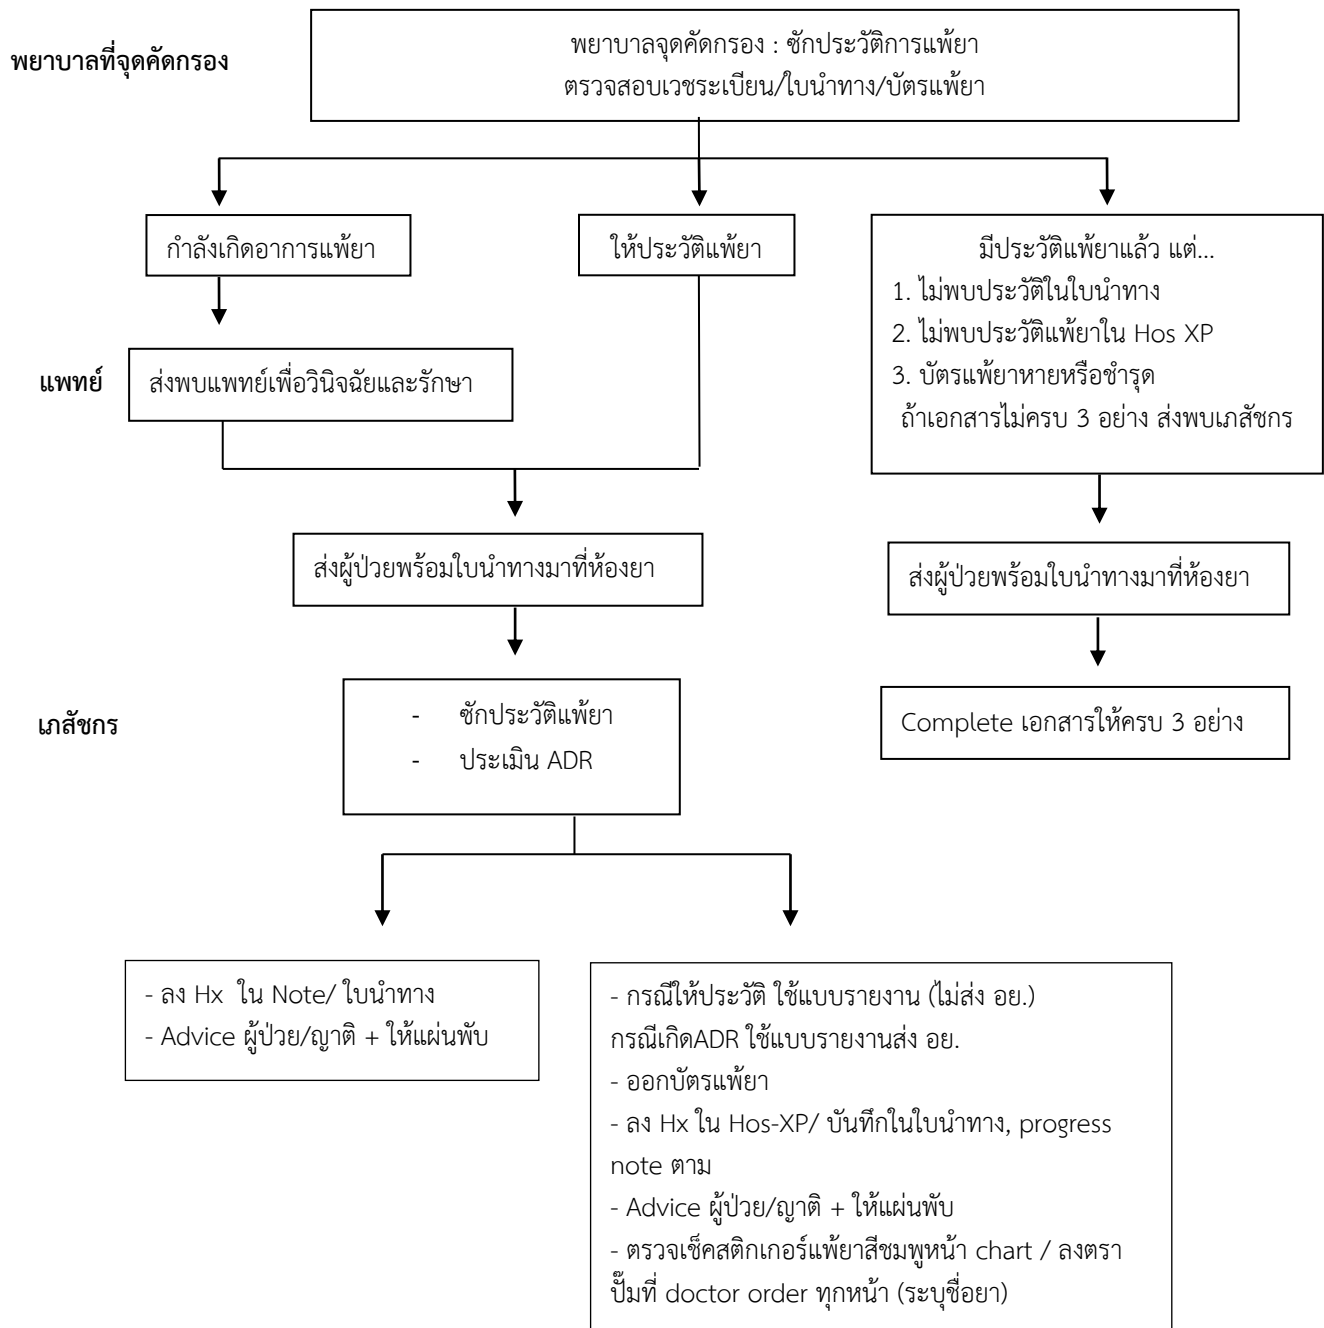 พยาบาลที่จุดคัดกรอง
พยาบาลจุดคัดกรอง : ซักประวัติการแพ้ยา
ตรวจสอบเวชระเบียน/ใบนำทาง/บัตรแพ้ยา
กำลังเกิดอาการแพ้ยา
ให้ประวัติแพ้ยา
มีประวัติแพ้ยาแล้ว แต่...
1. ไม่พบประวัติในใบนำทาง
2. ไม่พบประวัติแพ้ยาใน Hos XP
3. บัตรแพ้ยาหายหรือชำรุด
ถ้าเอกสารไม่ครบ 3 อย่าง ส่งพบเภสัชกร
แพทย์
ส่งพบแพทย์เพื่อวินิจฉัยและรักษา
ส่งผู้ป่วยพร้อมใบนำทางมาที่ห้องยา
ส่งผู้ป่วยพร้อมใบนำทางมาที่ห้องยา
เภสัชกร
- ซักประวัติแพ้ยา
- ประเมิน ADR
Complete เอกสารให้ครบ 3 อย่าง
- ลง Hx ใน Note/ ใบนำทาง
- Advice ผู้ป่วย/ญาติ + ให้แผ่นพับ
- กรณีให้ประวัติ ใช้แบบรายงาน (ไม่ส่ง อย.)
กรณีเกิดADR ใช้แบบรายงานส่ง อย.
- ออกบัตรแพ้ยา
- ลง Hx ใน Hos-XP/ บันทึกในใบนำทาง, progress
note ตาม
- Advice ผู้ป่วย/ญาติ + ให้แผ่นพับ
- ตรวจเช็คสติกเกอร์แพ้ยาสีชมพูหน้า chart / ลงตรา
ปั๊มที่ doctor order ทุกหน้า (ระบุชื่อยา)